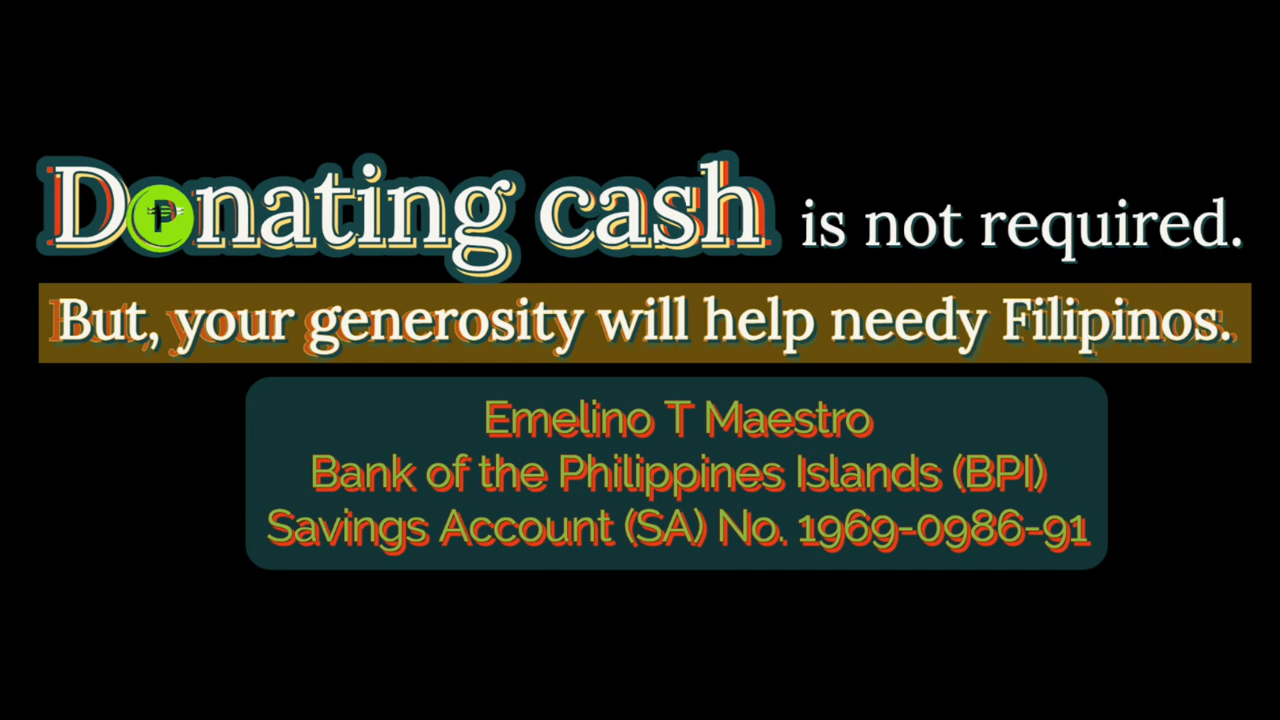 Donating cash is not required.
But, your generosity will help needy Filipinos.
Emelino T Maestro
Bank of the Philippines Islands (BPI)
Savings Account (SA) No. 1969-0986-91